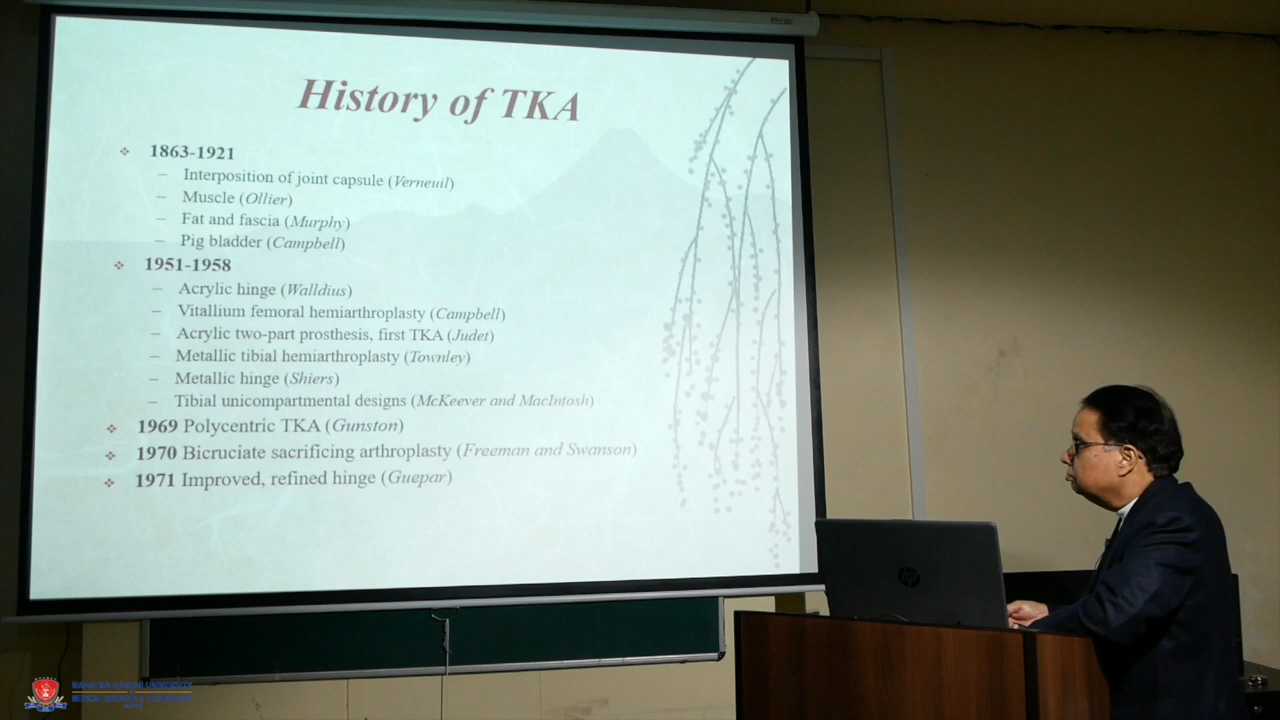 History of TKA
❖ 1863-1921
– Interposition of joint capsule (Verneuil)
– Muscle (Ollier)
– Fat and fascia (Murphy)
– Pig bladder (Campbell)
❖ 1951-1958
– Acrylic hinge (Walldius)
– Vitallium femoral hemiarthroplasty (Campbell)
– Acrylic two-part prosthesis, first TKA (Judet)
– Metallic tibial hemiarthroplasty (Townley)
– Metallic hinge (Shiers)
– Tibial unicompartmental designs (McKeever and MacIntosh)
❖ 1969 Polycentric TKA (Gunston)
❖ 1970 Bicruciate sacrificing arthroplasty (Freeman and Swanson)
❖ 1971 Improved, refined hinge (Guepar)
hp